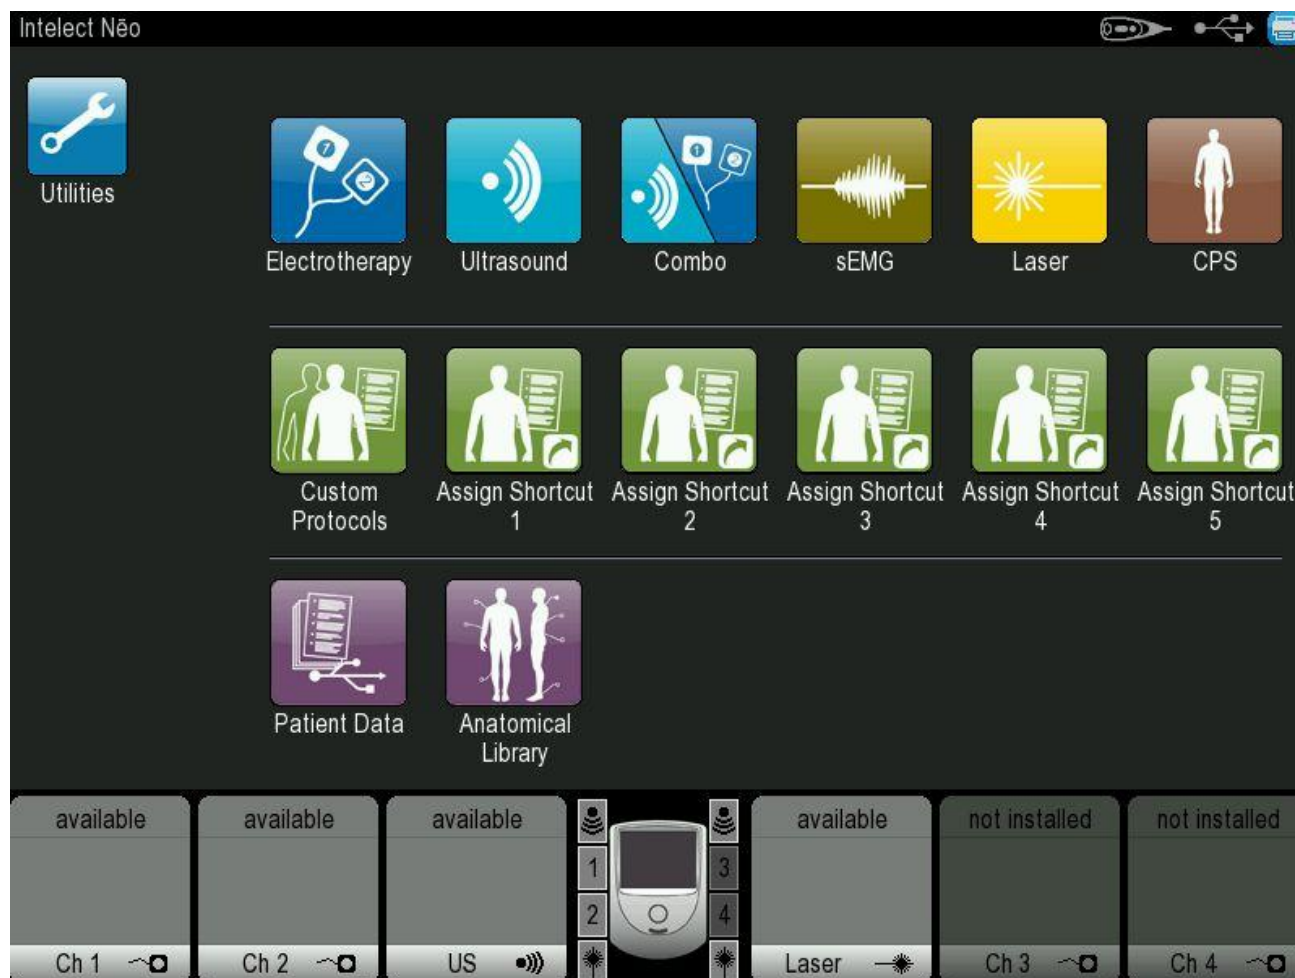 Intelect Nēo
Utilities
Electrotherapy
Ultrasound
Combo
sEMG
Laser
CPS
Custom
Protocols
Assign Shortcut
1
Assign Shortcut
2
Assign Shortcut
3
Assign Shortcut
4
Assign Shortcut
5
Patient Data
Anatomical
Library
available
available
available
available
not installed
not installed
1
2
3
4
Ch 1
Ch 2
US
Laser
Ch 3
Ch 4